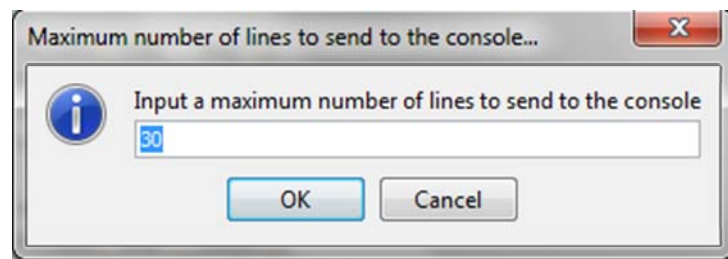 Maximum number of lines to send to the console...
Input a maximum number of lines to send to the console
30
OK
Cancel